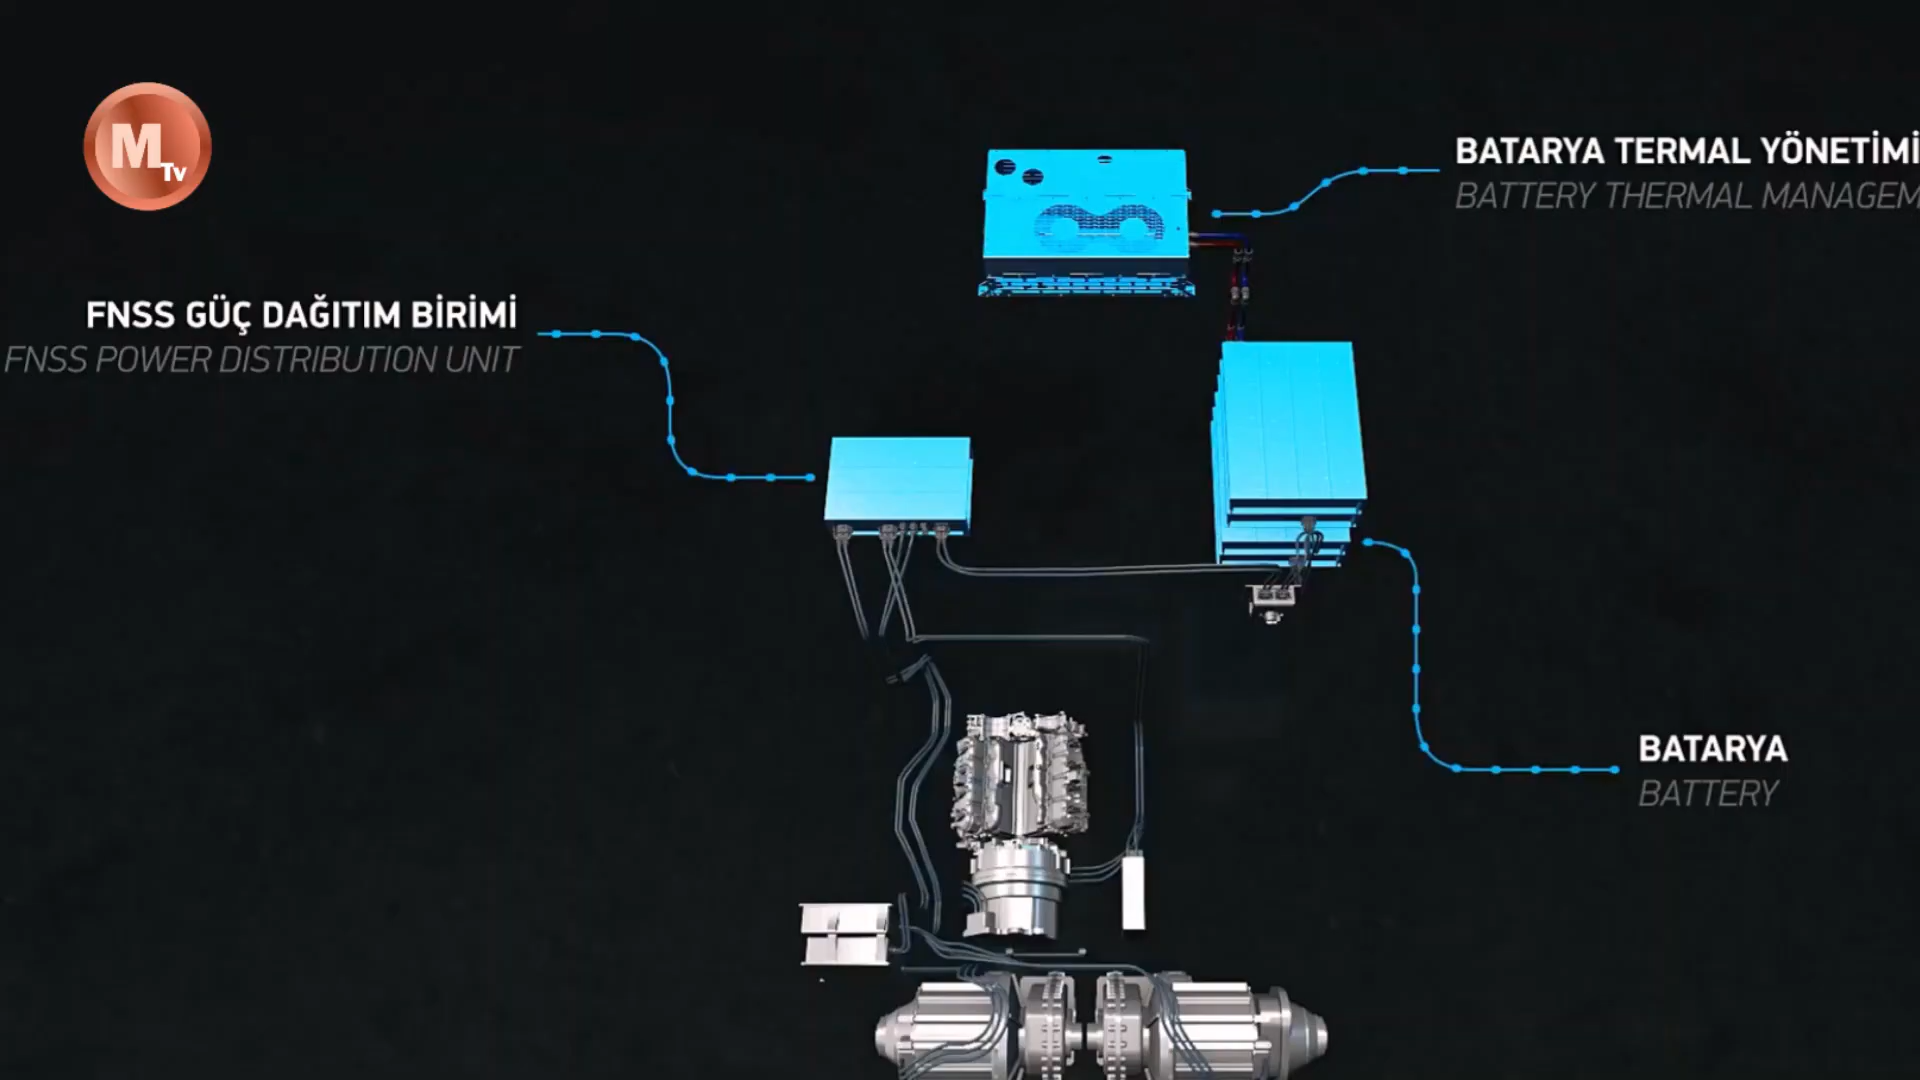 MTv
BATARYA TERMAL YÖNETİMİ
BATTERY THERMAL MANAGEM
FNSS GÜÇ DAĞITIM BİRİMİ
FNSS POWER DISTRIBUTION UNIT
BATARYA
BATTERY